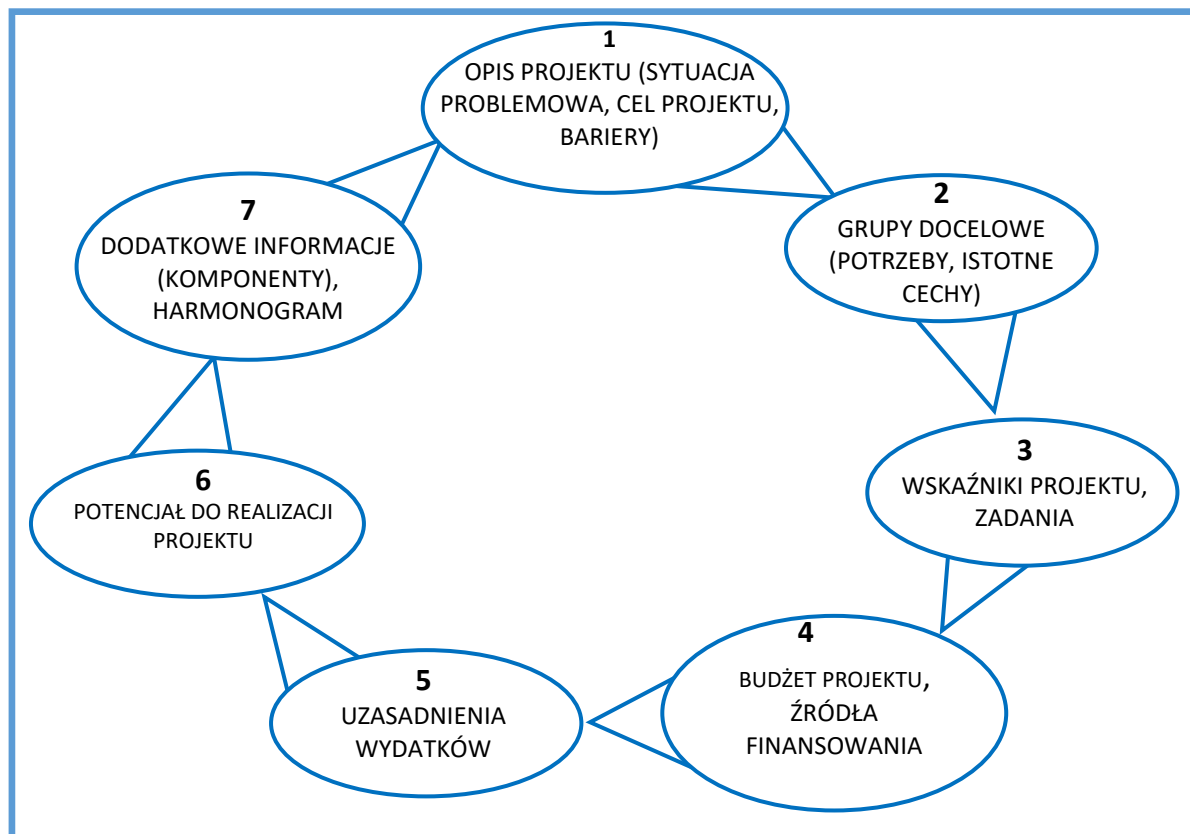 1
OPIS PROJEKTU (SYTUACJA
PROBLEMOWA, CEL PROJEKTU,
BARIERY)
2
GRUPY DOCELOWE
(POTRZEBY, ISTOTNE
CECHY)
3
WSKAŹNIKI PROJEKTU,
ZADANIA
4
BUDŻET PROJEKTU,
ŹRÓDŁA
FINANSOWANIA
5
UZASADNIENIA
WYDATKÓW
6
POTENCJAŁ DO REALIZACJI
PROJEKTU
7
DODATKOWE INFORMACJE
(KOMPONENTY),
HARMONOGRAM